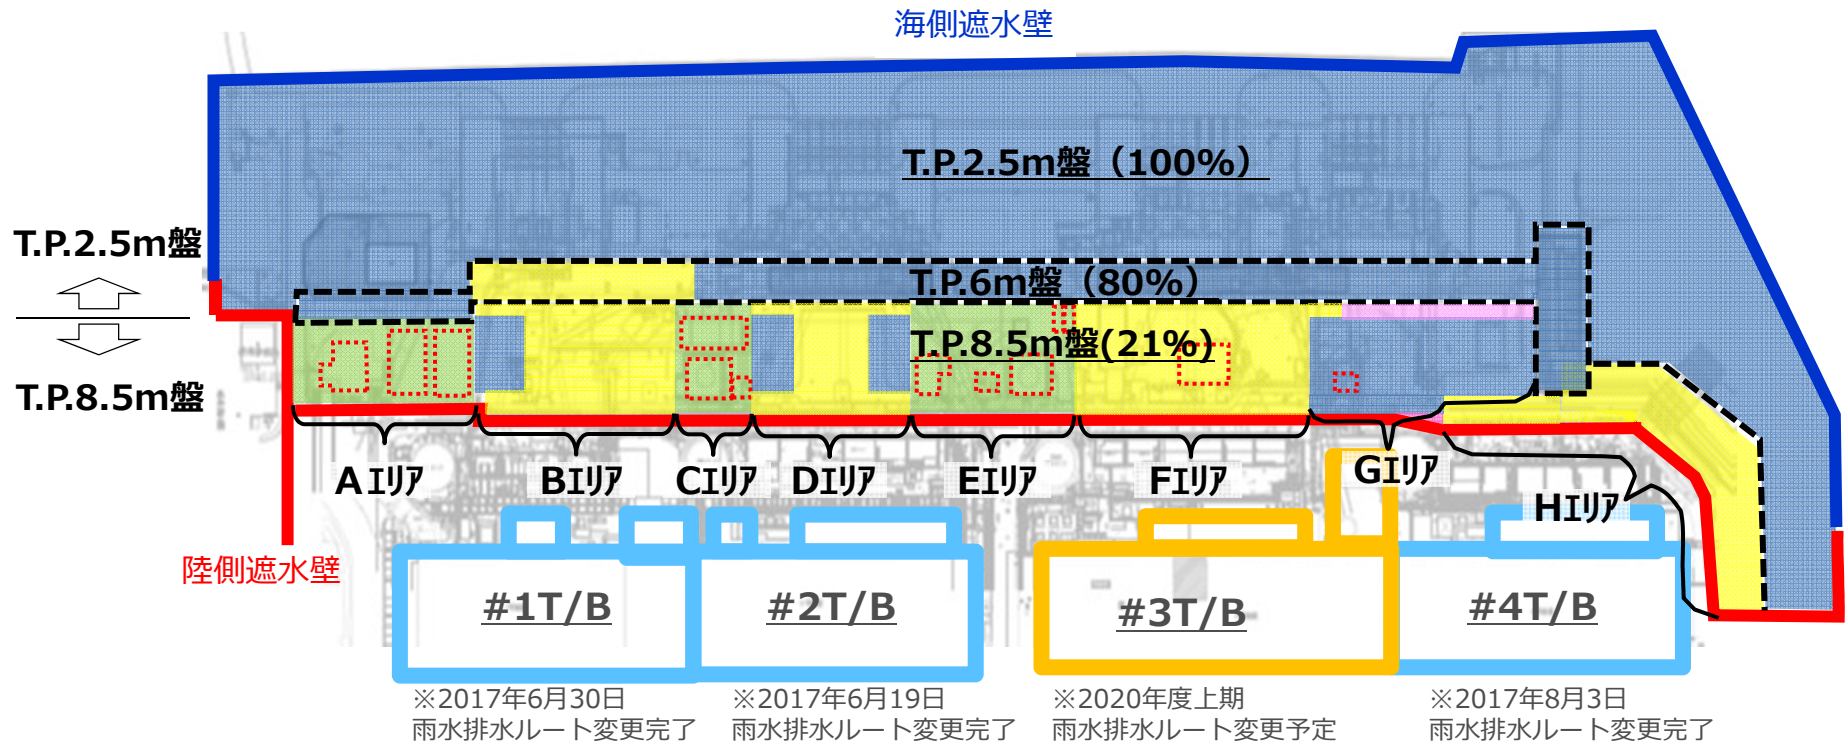 海側遮水壁
T.P.2.5m盤（100%）
T.P.2.5m盤
T.P.6m盤（80%）
T.P.8.5m盤(21%)
T.P.8.5m盤
Aエリア
Bエリア
Cエリア
Dエリア
Eエリア
Fエリア
Gエリア
Hエリア
陸側遮水壁
#1T/B
#2T/B
#3T/B
#4T/B
※2017年6月30日
雨水排水ルート変更完了
※2017年6月19日
雨水排水ルート変更完了
※2020年度上期
雨水排水ルート変更予定
※2017年8月3日
雨水排水ルート変更完了